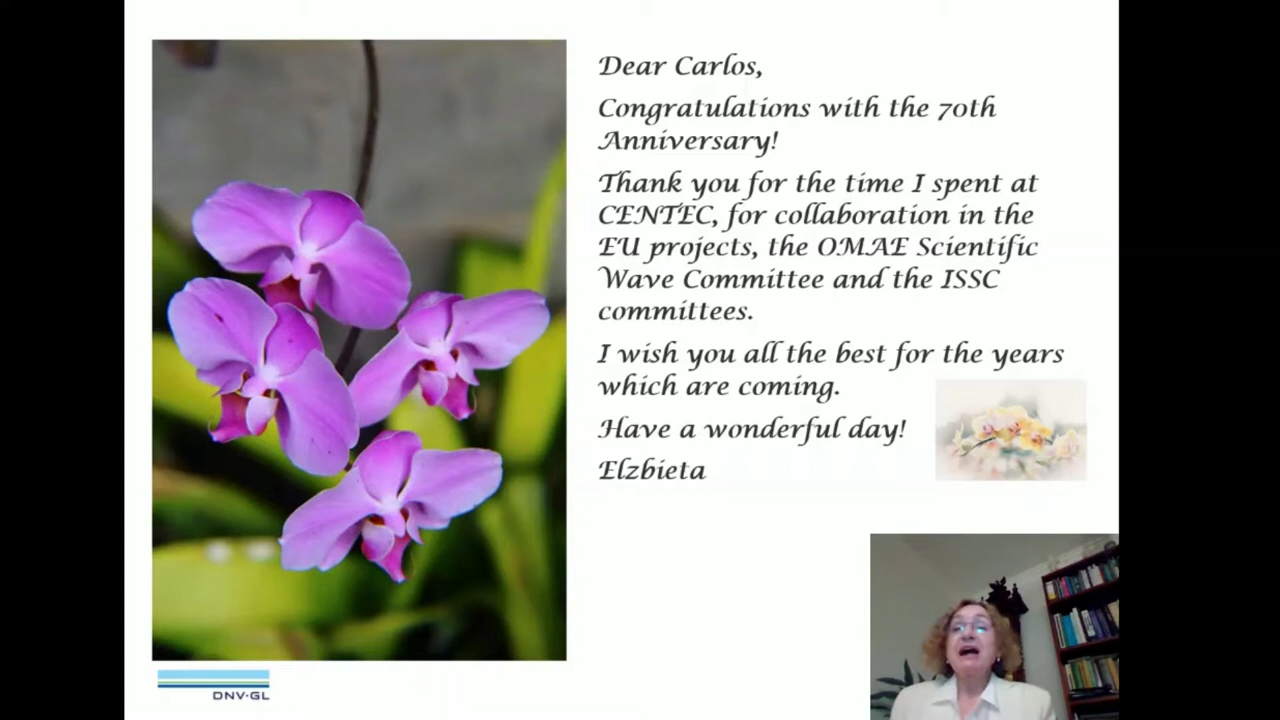 Dear Carlos,
Congratulations with the 70th
Anniversary!
Thank you for the time I spent at
CENTEC, for collaboration in the
EU projects, the OMAE Scientific
Wave Committee and the ISSC
committees.
I wish you all the best for the years
which are coming.
Have a wonderful day!
Elzbieta
DNV·GL